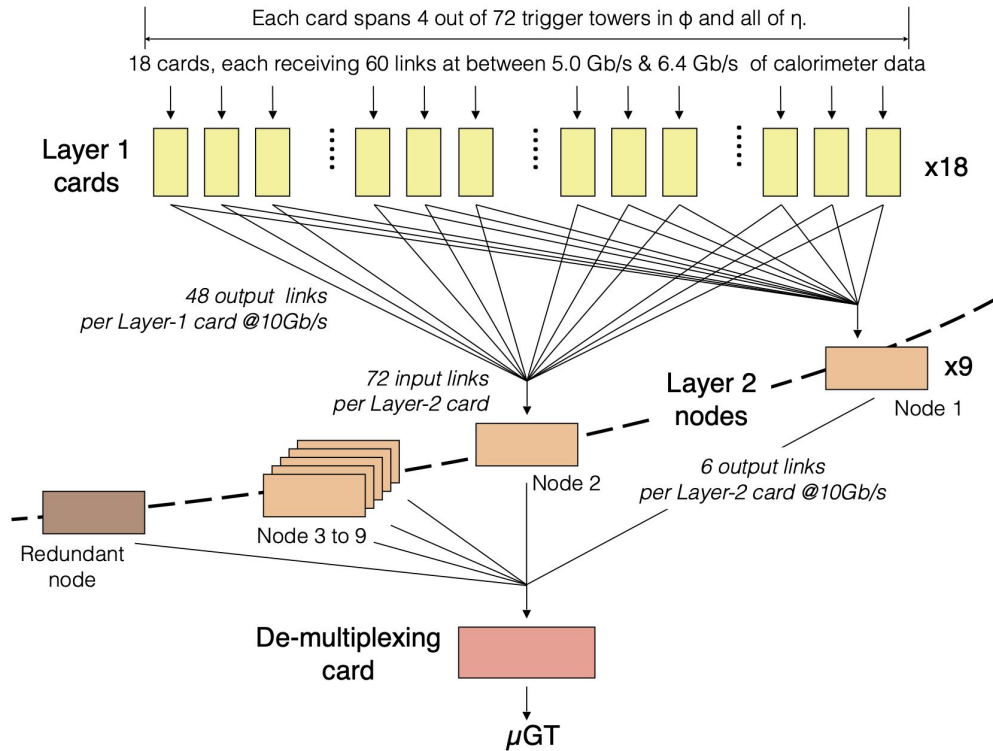 Each card spans 4 out of 72 trigger towers in ϕ and all of η.
18 cards, each receiving 60 links at between 5.0 Gb/s & 6.4 Gb/s of calorimeter data
Layer 1
cards
x18
48 output links
per Layer-1 card @10Gb/s
72 input links
per Layer-2 card
Layer 2
nodes
x9
Node 1
Node 2
6 output links
per Layer-2 card @10Gb/s
Node 3 to 9
Redundant
node
De-multiplexing
card
μGT